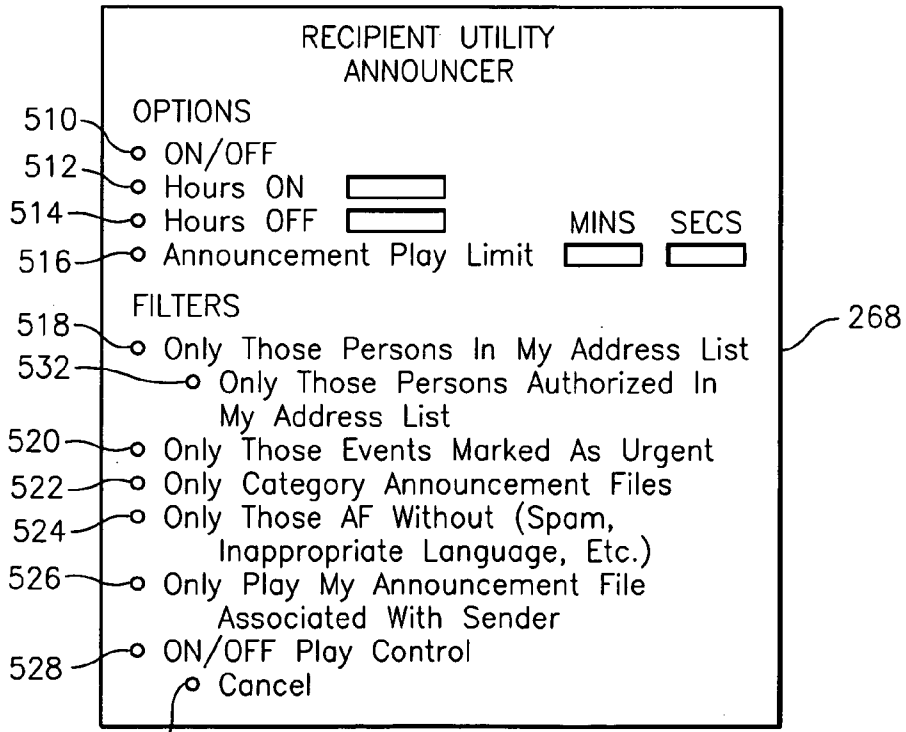 RECIPIENT UTILITY
ANNOUNCER
OPTIONS
510
ON/OFF
512
Hours ON
514
Hours OFF MINS SECS
516
Announcement Play Limit
FILTERS
518
Only Those Persons In My Address List
268
532
Only Those Persons Authorized In
My Address List
520
Only Those Events Marked As Urgent
522
Only Category Announcement Files
524
Only Those AF Without (Spam,
Inappropriate Language, Etc.)
526
Only Play My Announcement File
Associated With Sender
528
ON/OFF Play Control
Cancel